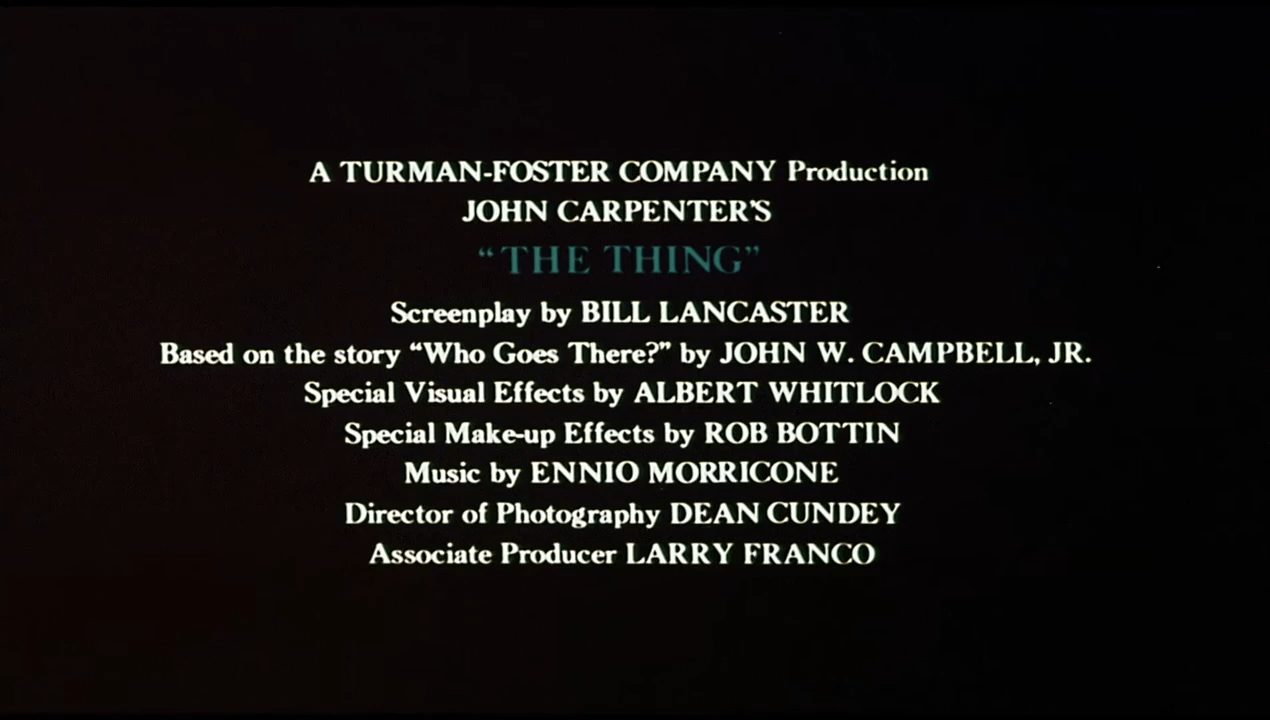 A TURMAN-FOSTER COMPANY Production
JOHN CARPENTER'S
“THE THING”
Screenplay by BILL LANCASTER
Based on the story “Who Goes There?” by JOHN W. CAMPBELL, JR.
Special Visual Effects by ALBERT WHITLOCK
Special Make-up Effects by ROB BOTTIN
Music by ENNIO MORRICONE
Director of Photography DEAN CUNDEY
Associate Producer LARRY FRANCO